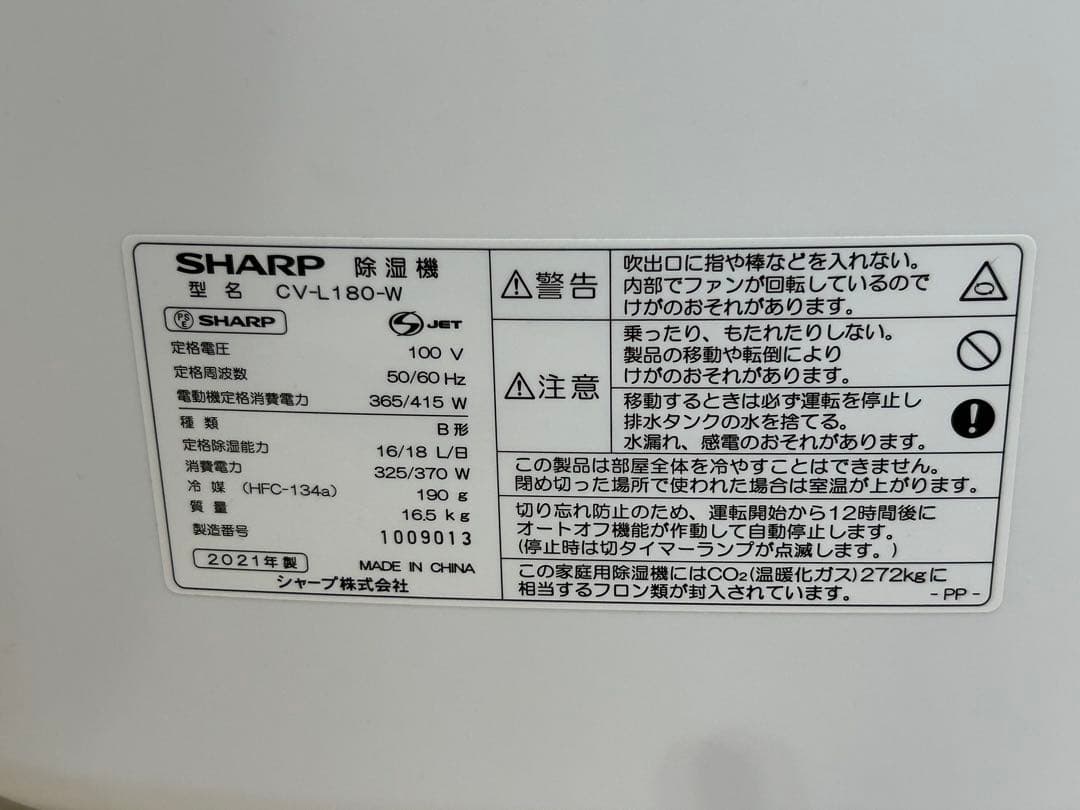 SHARP 除湿機
型名 CV-L180-W
PSE SHARP JET
定格電圧 100 V
定格周波数 50/60 Hz
電動機定格消費電力 365/415 W
種類 B形
定格除湿能力 16/18 L/日
消費電力 325/370 W
冷媒 (HFC-134a) 190 g
質量 16.5 kg
製造番号 1009013
2021年製 MADE IN CHINA
シャープ株式会社
警告
吹出口に指や棒などを入れない。
内部でファンが回転しているので
けがのおそれがあります。
注意
乗ったり、もたれたりしない。
製品の移動や転倒により
けがのおそれがあります。
移動するときは必ず運転を停止し
排水タンクの水を捨てる。
水漏れ、感電のおそれがあります。
この製品は部屋全体を冷やすことはできません。
閉め切った場所で使われた場合は室温が上がります。
切り忘れ防止のため、運転開始から12時間後に
オートオフ機能が作動して自動停止します。
(停止時は切タイマーランプが点滅します。)
この家庭用除湿機にはCO₂(温暖化ガス)272kgに
相当するフロン類が封入されています。 -PP-